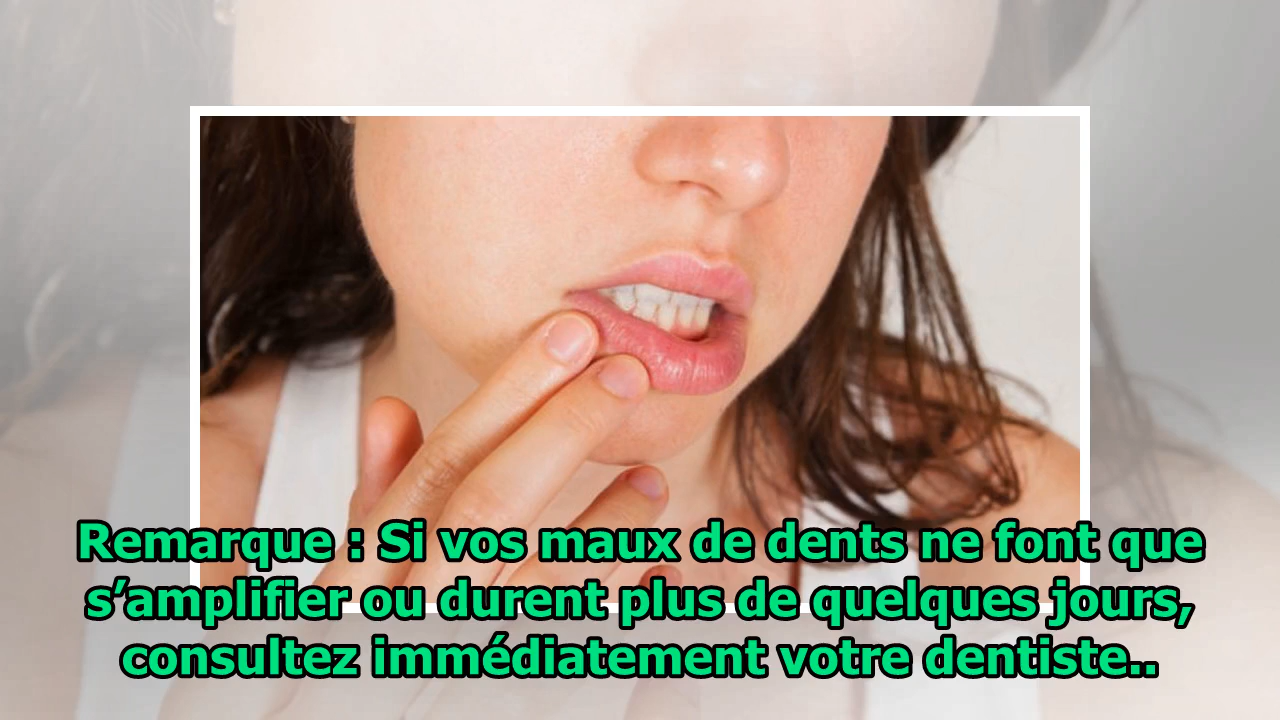 Remarque : Si vos maux de dents ne font que
s’amplifier ou durent plus de quelques jours,
consultez immédiatement votre dentiste..